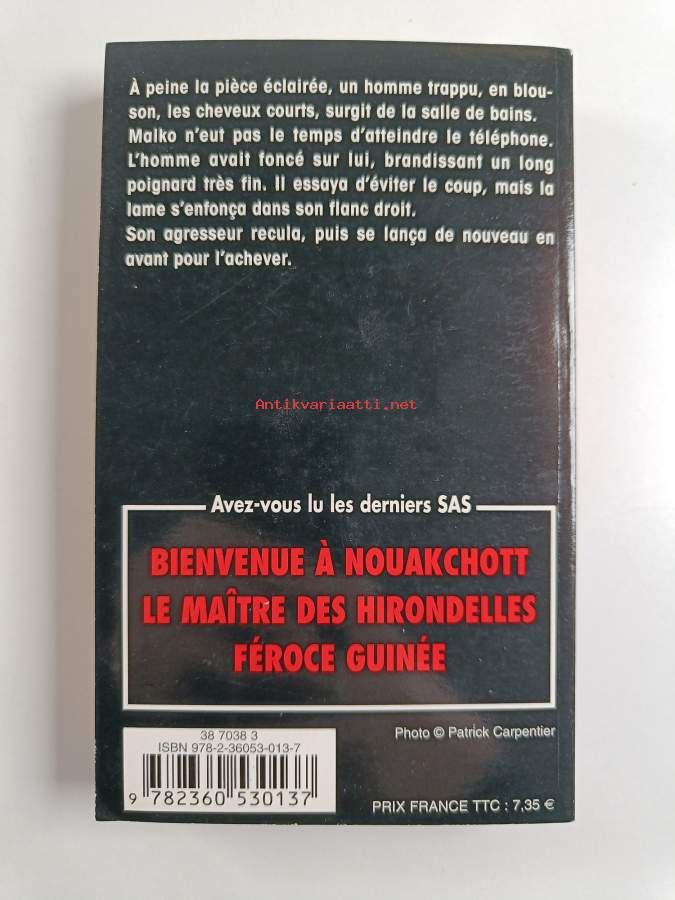 À peine la pièce éclairée, un homme trappu, en blou-
son, les cheveux courts, surgit de la salle de bains.
Malko n'eut pas le temps d'atteindre le téléphone.
L'homme avait foncé sur lui, brandissant un long
poignard très fin. Il essaya d'éviter le coup, mais la
lame s'enfonça dans son flanc droit.
Son agresseur recula, puis se lança de nouveau en
avant pour l'achever.
Antikvariaatti.net
Avez-vous lu les derniers SAS
BIENVENUE À NOUAKCHOTT
LE MAÎTRE DES HIRONDELLES
FÉROCE GUINÉE
38 7038 3
ISBN 978-2-36053-013-7
9 782360 530137
Photo © Patrick Carpentier
PRIX FRANCE TTC : 7,35 €